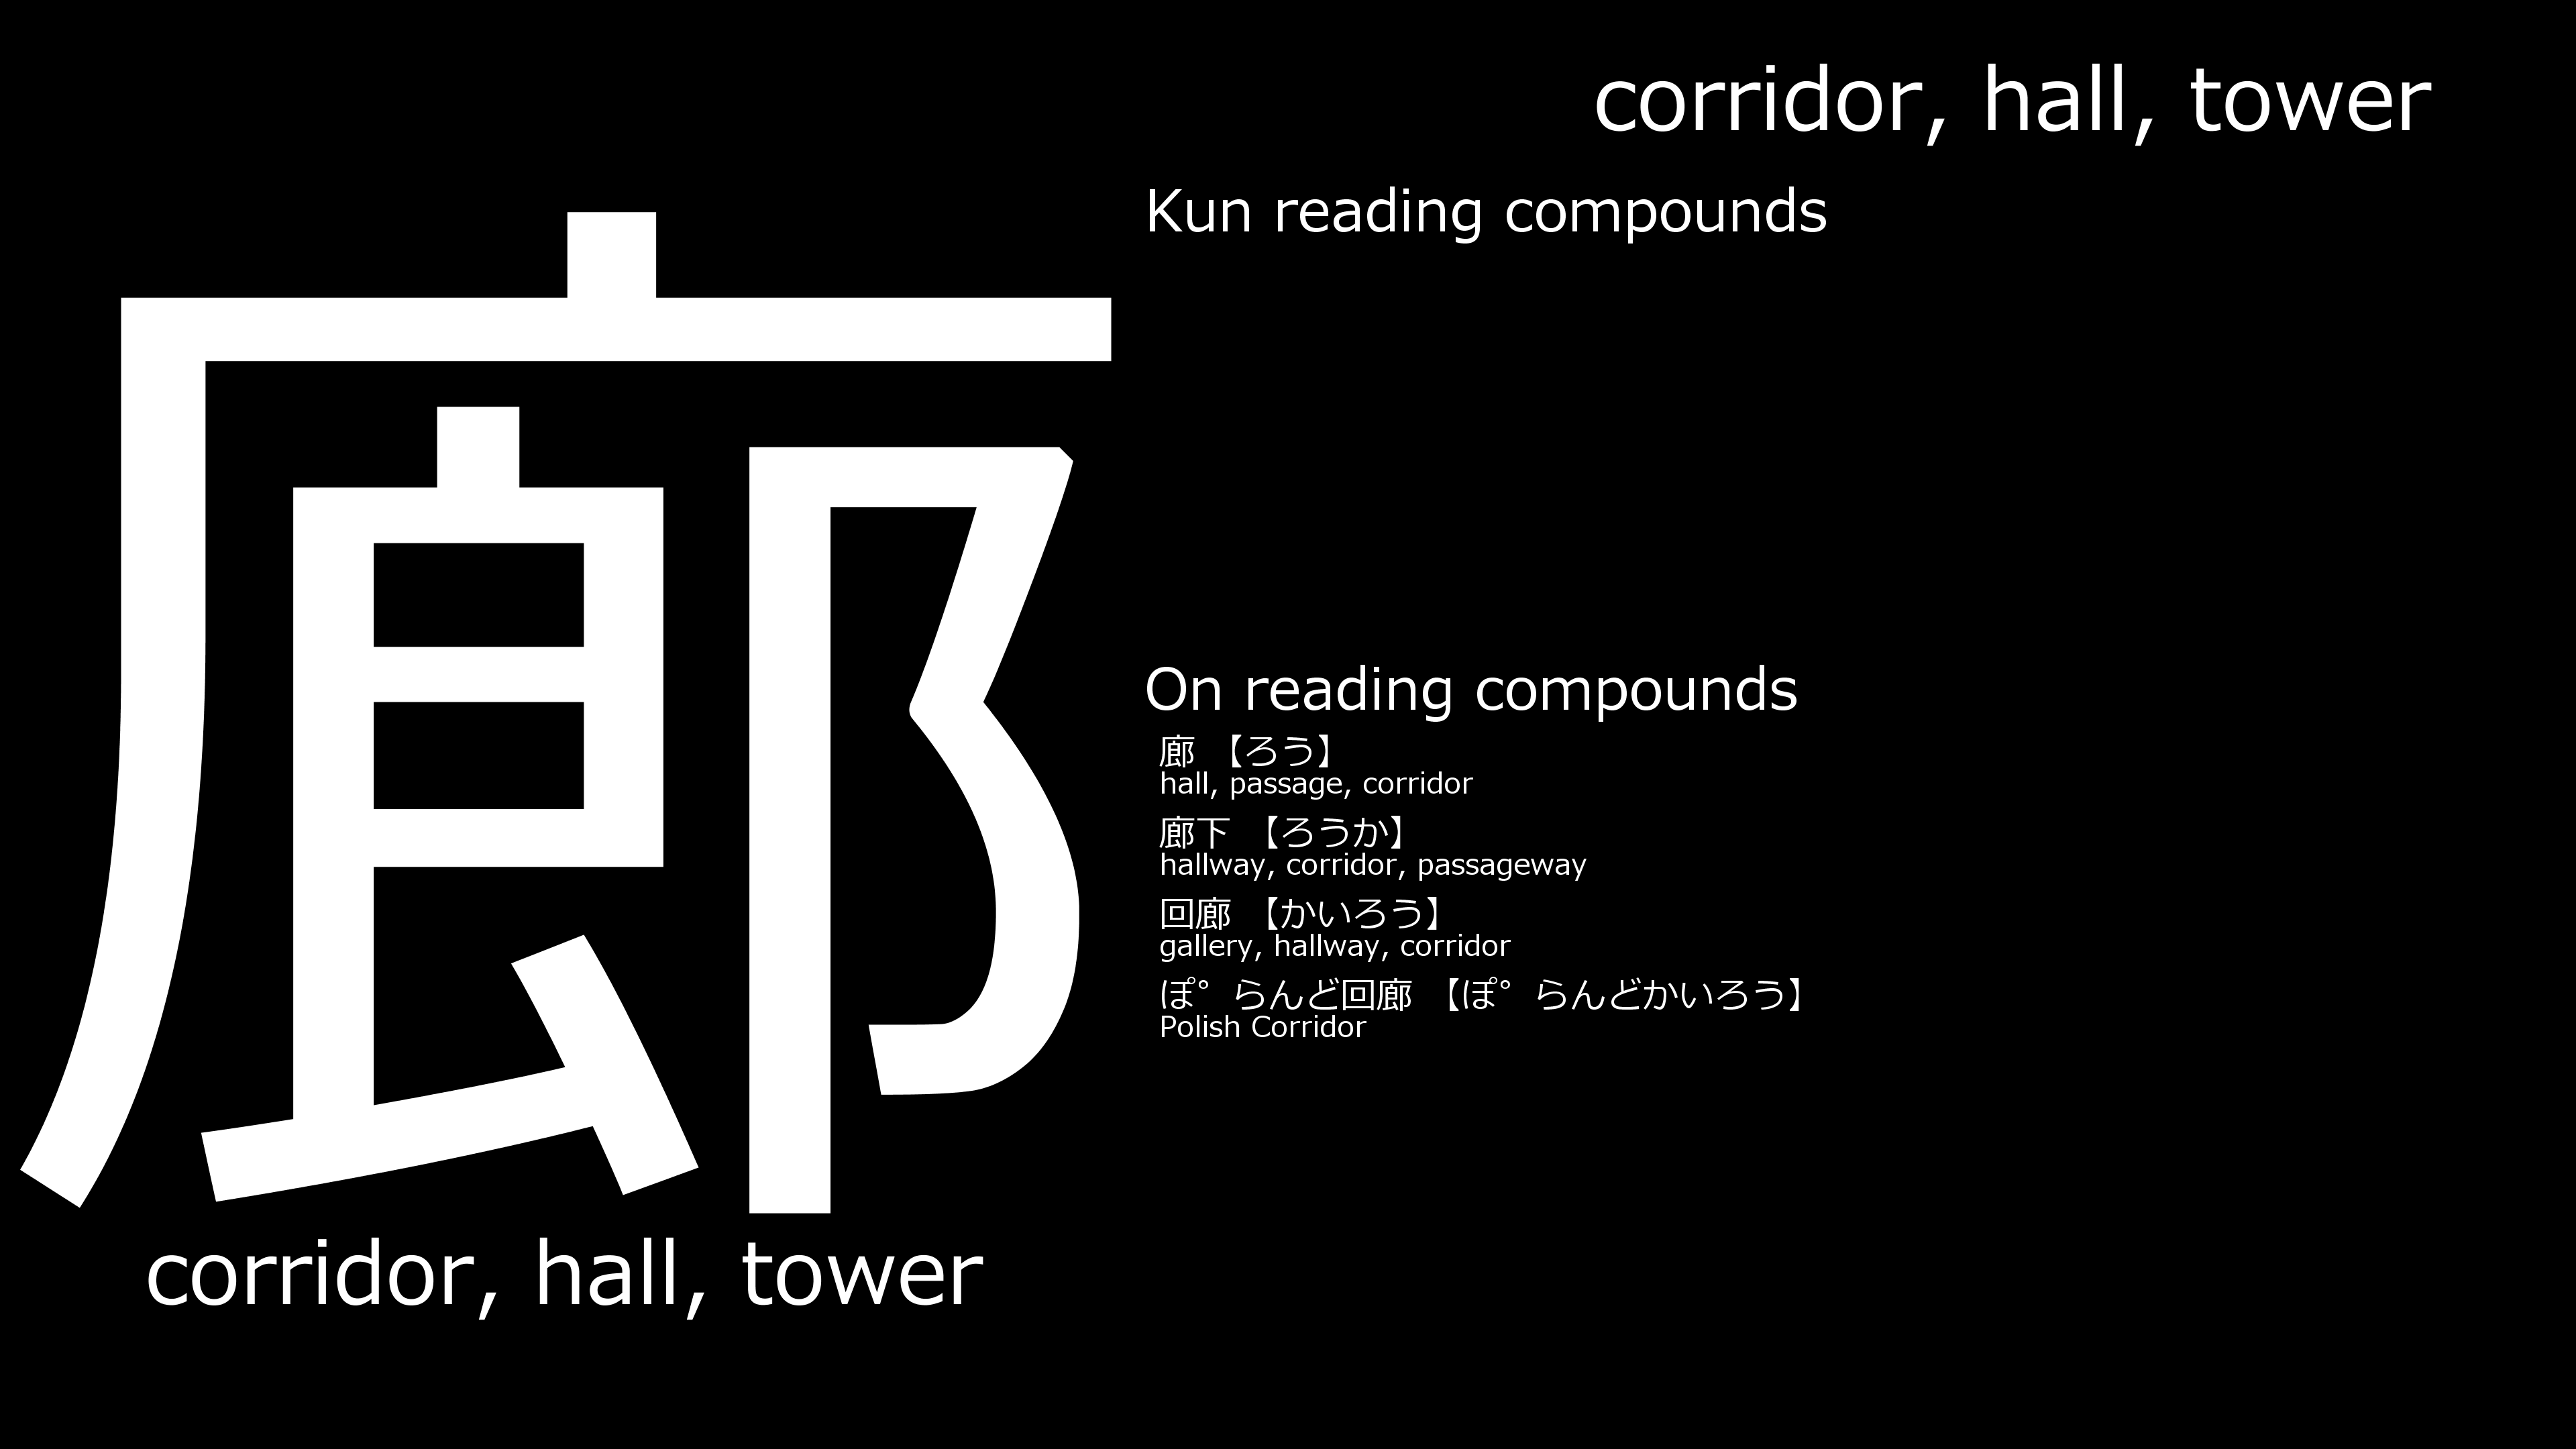 corridor, hall, tower
廊
corridor, hall, tower
Kun reading compounds
On reading compounds
廊 【ろう】
hall, passage, corridor
廊下 【ろうか】
hallway, corridor, passageway
回廊 【かいろう】
gallery, hallway, corridor
ぽ゜らんど回廊 【ぽ゜らんどかいろう】
Polish Corridor